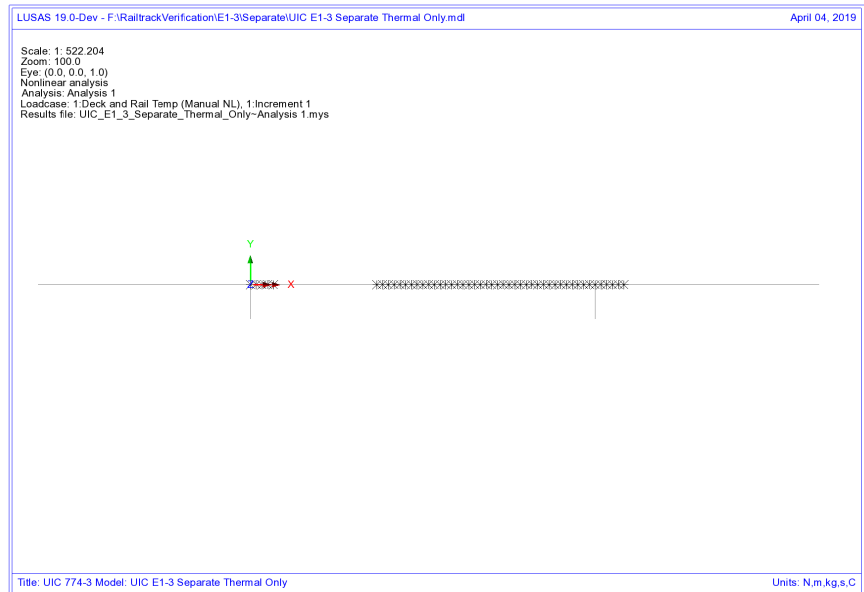 LUSAS 19.0-Dev - F:\RailtrackVerification\E1-3\Separate\UIC E1-3 Separate Thermal Only.mdl April 04, 2019
Scale: 1: 522.204
Zoom: 100.0
Eye: (0.0, 0.0, 1.0)
Nonlinear analysis
Analysis: Analysis 1
Loadcase: 1:Deck and Rail Temp (Manual NL), 1:Increment 1
Results file: UIC_E1_3_Separate_Thermal_Only~Analysis 1.mys
Y
Z X
Title: UIC 774-3 Model: UIC E1-3 Separate Thermal Only Units: N,m,kg,s,C